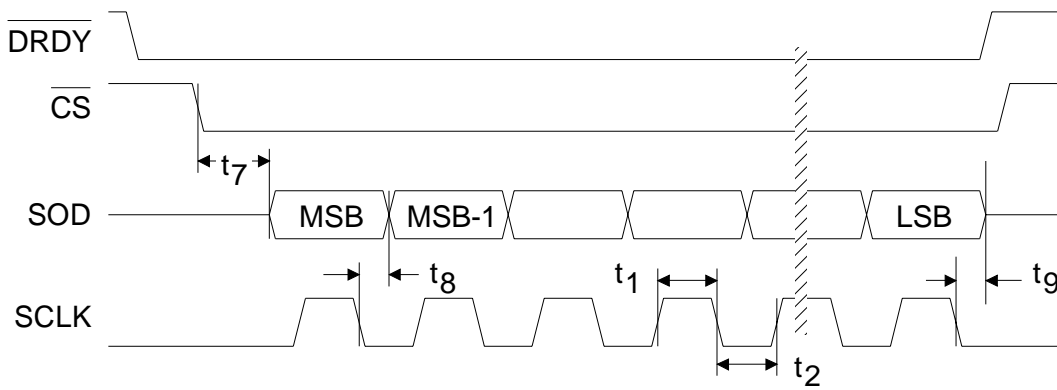 DRDY
CS
t7
SOD
MSB
MSB-1
LSB
t8
t1
t9
SCLK
t2